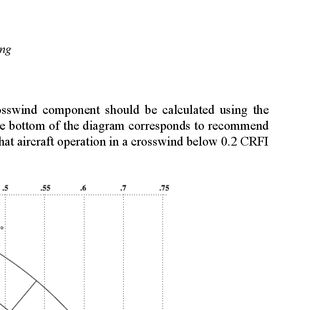 ng
osswind component should be calculated using the
e bottom of the diagram corresponds to recommend
hat aircraft operation in a crosswind below 0.2 CRFI
.5 .55 .6 .7 .75
°